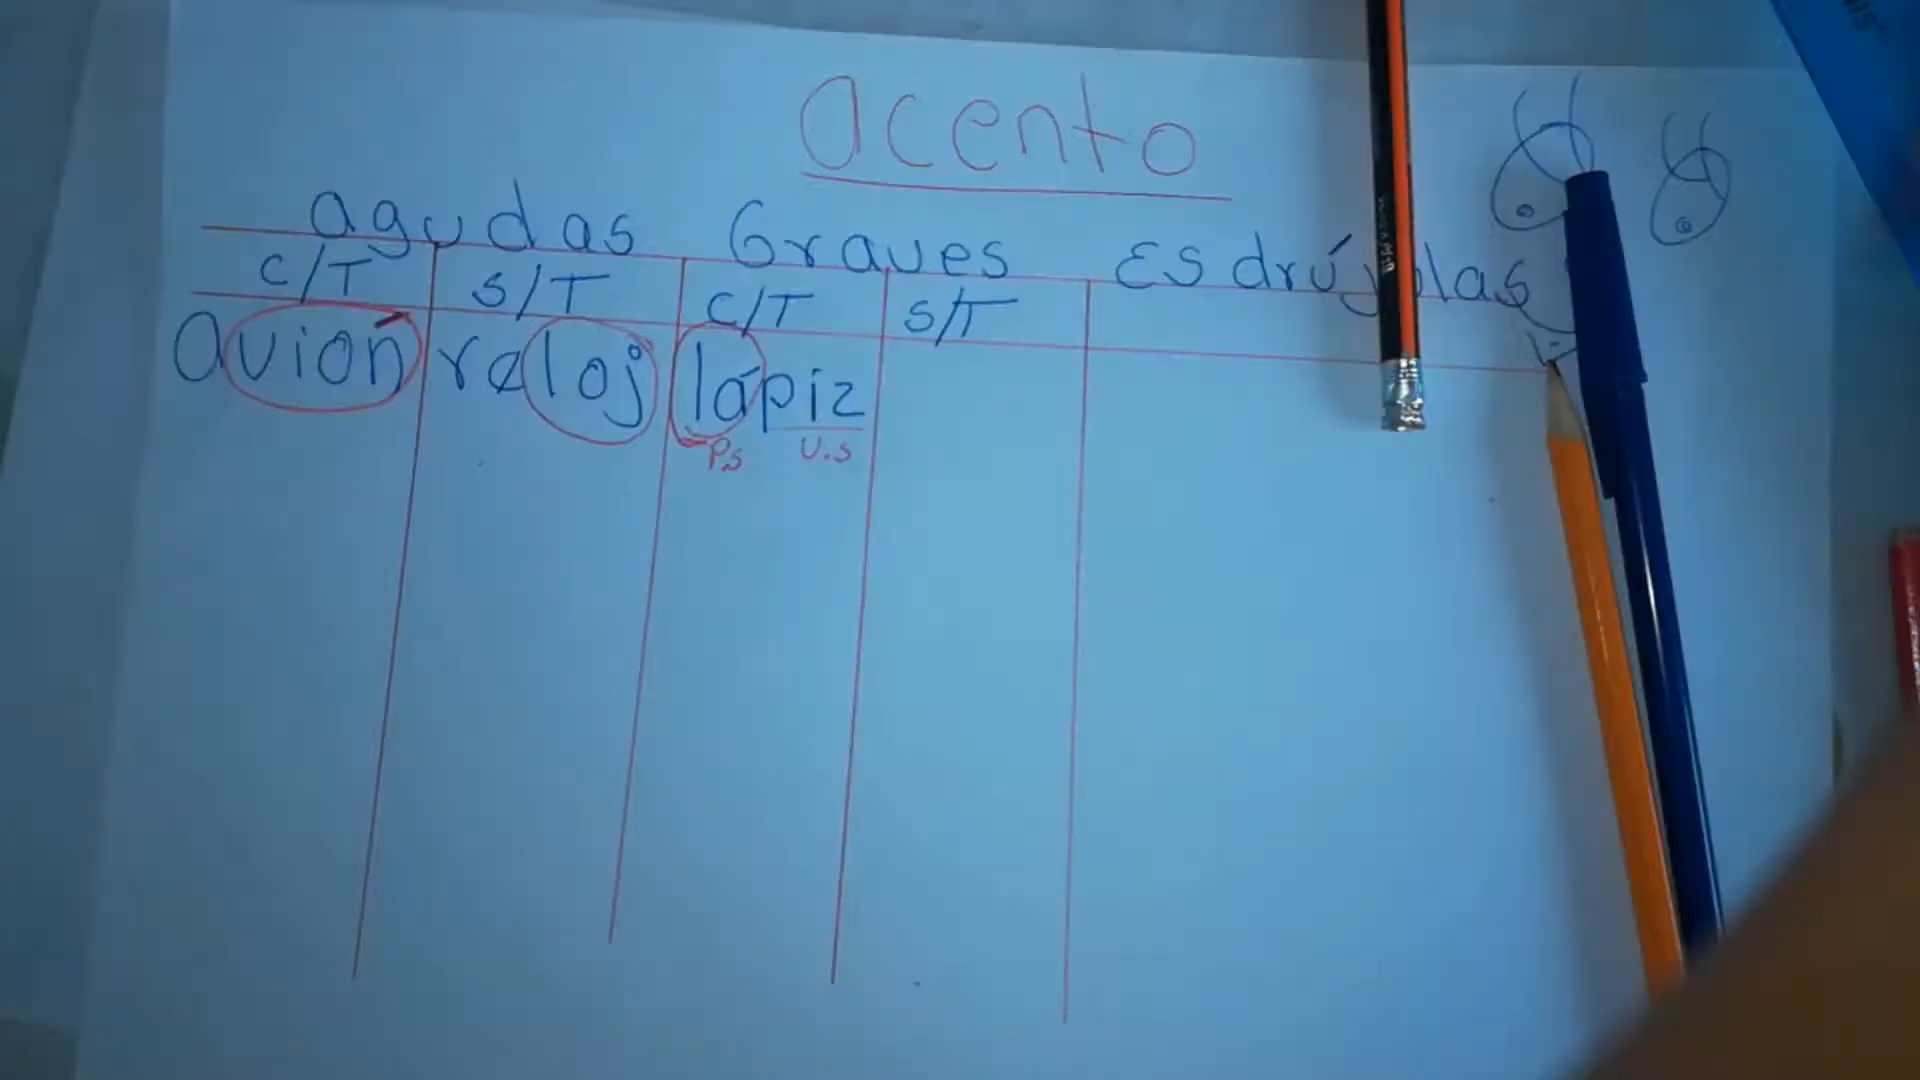 acento
agudas Graves Esdrújulas
C/T S/T C/T S/T
avión reloj lápiz
P.s U.s